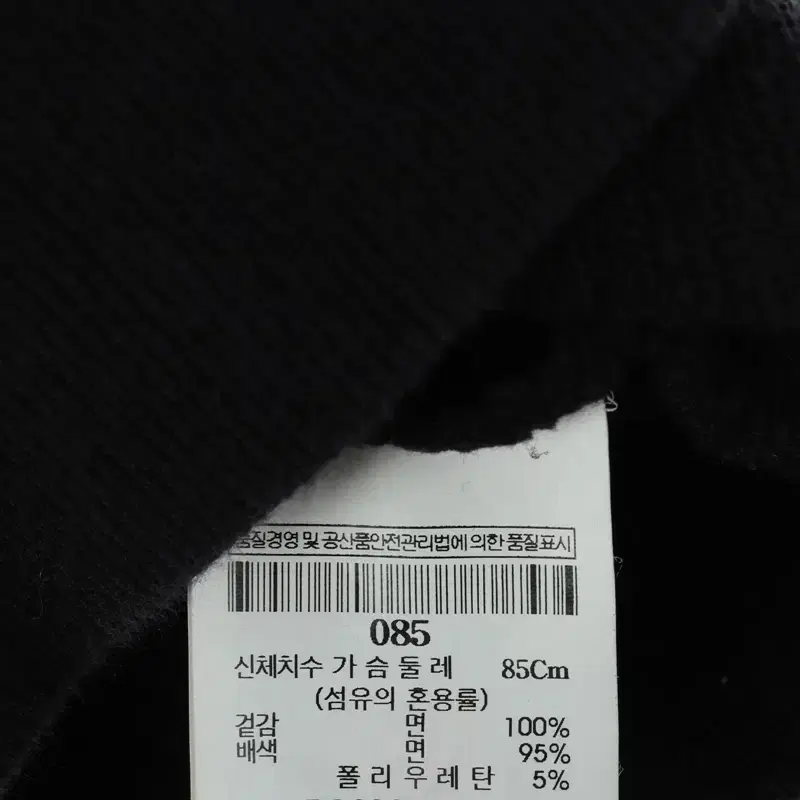 품질경영 및 공산품안전관리법에 의한 품질표시
085
신체치수 가 슴 둘 레 85Cm
(섬유의 혼용률)
겉감 면 100%
배색 면 95%
폴 리 우 레 탄 5%